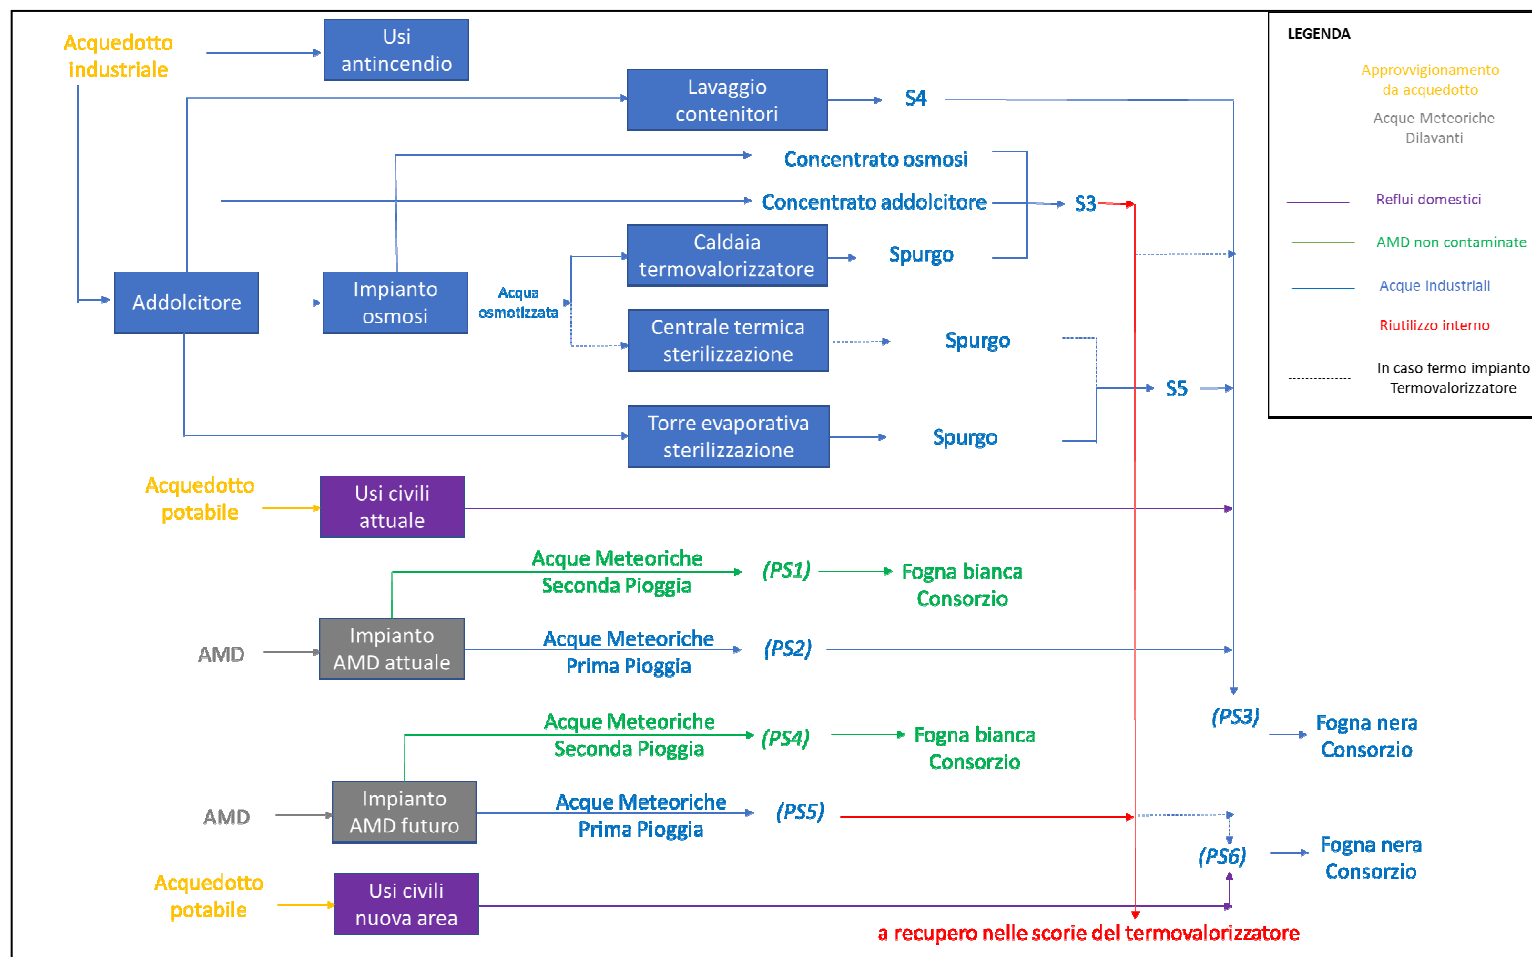 Acquedotto
industriale
Usi
antincendio
Lavaggio
contenitori
S4
Concentrato osmosi
Concentrato addolcitore
S3
Caldaia
termovalorizzatore
Spurgo
Addolcitore
Impianto
osmosi
Acqua
osmotizzata
Centrale termica
sterilizzazione
Spurgo
S5
Torre evaporativa
sterilizzazione
Spurgo
Acquedotto
potabile
Usi civili
attuale
Acque Meteoriche
Seconda Pioggia
(PS1)
Fogna bianca
Consorzio
AMD
Impianto
AMD attuale
Acque Meteoriche
Prima Pioggia
(PS2)
(PS3)
Fogna nera
Consorzio
Acque Meteoriche
Seconda Pioggia
(PS4)
Fogna bianca
Consorzio
AMD
Impianto
AMD futuro
Acque Meteoriche
Prima Pioggia
(PS5)
(PS6)
Fogna nera
Consorzio
Acquedotto
potabile
Usi civili
nuova area
a recupero nelle scorie del termovalorizzatore
LEGENDA
Approvvigionamento
da acquedotto
Acque Meteoriche
Dilavanti
Reflui domestici
AMD non contaminate
Acque Industriali
Riutilizzo interno
In caso fermo impianto
Termovalorizzatore